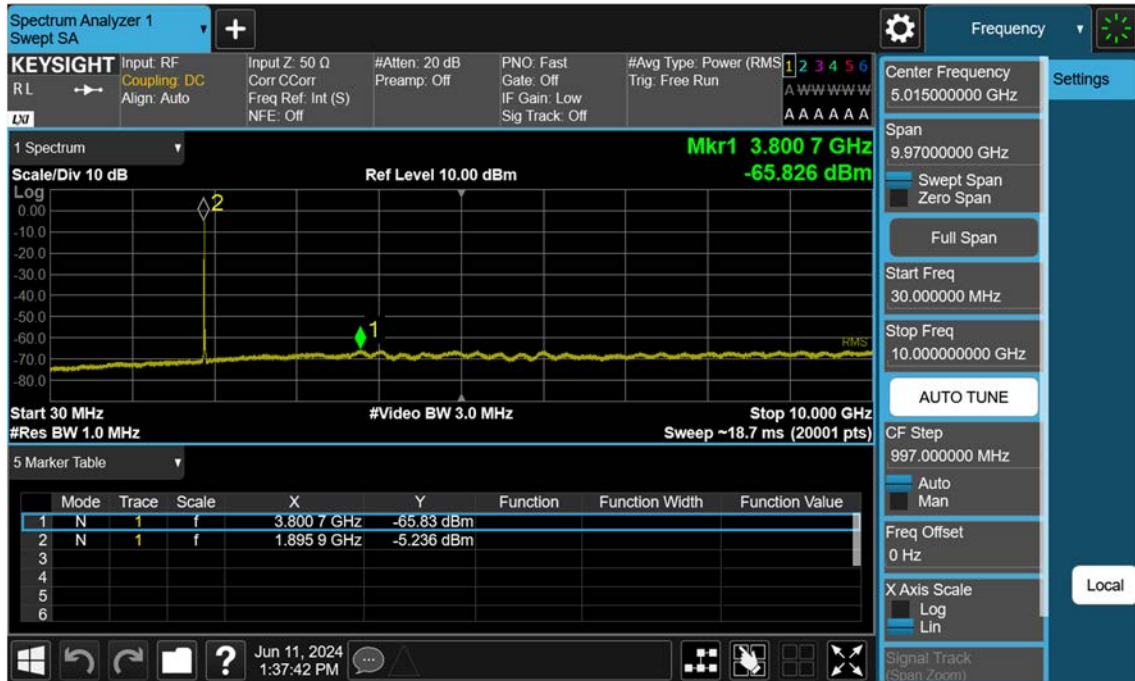 Spectrum Analyzer 1
Swept SA
Frequency
KEYSIGHT
Input: RF
Input Z: 50 Ω
#Atten: 20 dB
PNO: Fast
#Avg Type: Power (RMS
1 2 3 4 5 6
R L
Coupling: DC
Corr CCorr
Preamp: Off
Gate: Off
Trig: Free Run
A W W W W W
Align: Auto
Freq Ref: Int (S)
IF Gain: Low
LXI
NFE: Off
Sig Track: Off
A A A A A A
1 Spectrum
Mkr1 3.800 7 GHz
Scale/Div 10 dB
Ref Level 10.00 dBm
-65.826 dBm
Log
0.00
-10.0
-20.0
-30.0
-40.0
-50.0
-60.0
-70.0
-80.0
2
1
RMS
Start 30 MHz
#Video BW 3.0 MHz
Stop 10.000 GHz
#Res BW 1.0 MHz
Sweep ~18.7 ms (20001 pts)
5 Marker Table
Mode Trace Scale X Y Function Function Width Function Value
1 N 1 f 3.800 7 GHz -65.83 dBm
2 N 1 f 1.895 9 GHz -5.236 dBm
3
4
5
6
Jun 11, 2024
1:37:42 PM
Center Frequency
5.015000000 GHz
Settings
Span
9.97000000 GHz
Swept Span
Zero Span
Full Span
Start Freq
30.000000 MHz
Stop Freq
10.000000000 GHz
AUTO TUNE
CF Step
997.000000 MHz
Auto
Man
Freq Offset
0 Hz
X Axis Scale
Log
Lin
Local
Signal Track
(Span Zoom)